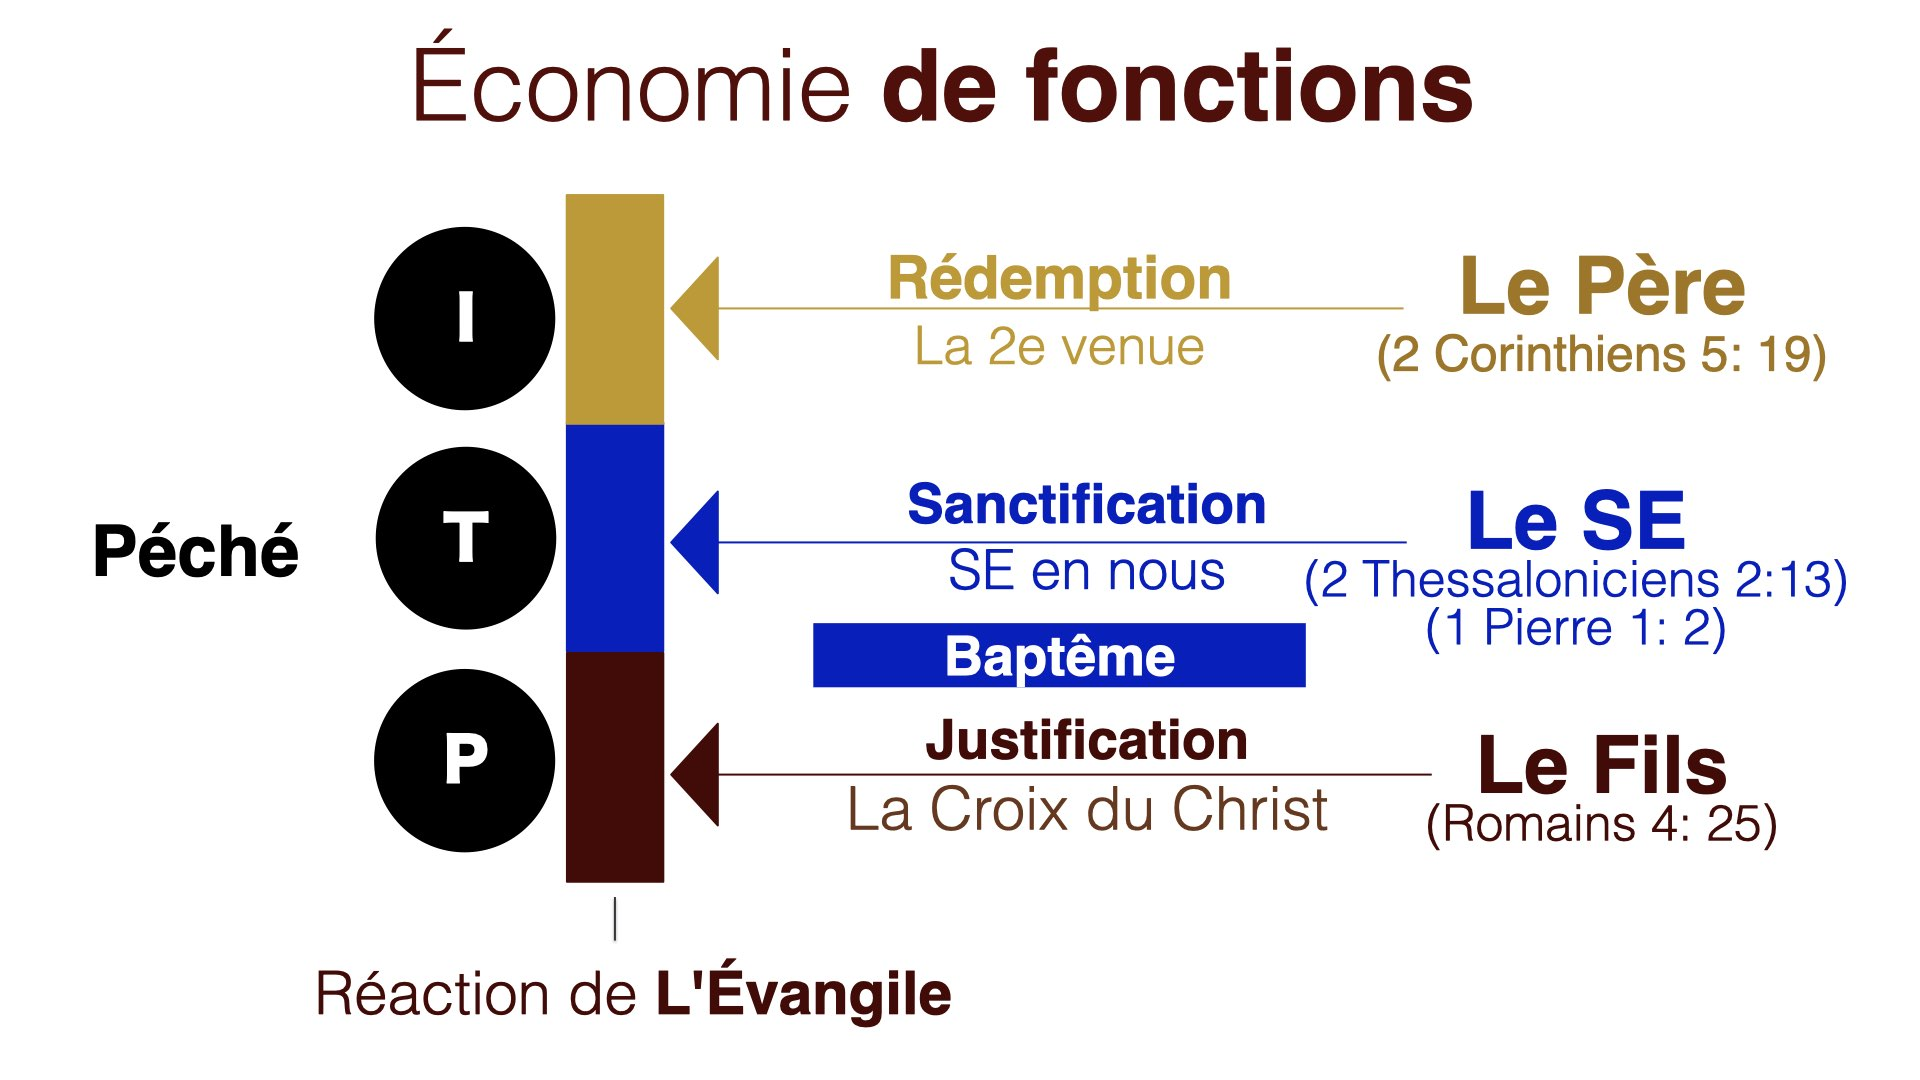 Économie de fonctions
I
Rédemption
La 2e venue
Le Père
(2 Corinthiens 5: 19)
Péché
T
Sanctification
SE en nous
Le SE
(2 Thessaloniciens 2:13)
(1 Pierre 1: 2)
Baptême
P
Justification
La Croix du Christ
Le Fils
(Romains 4: 25)
Réaction de L'Évangile